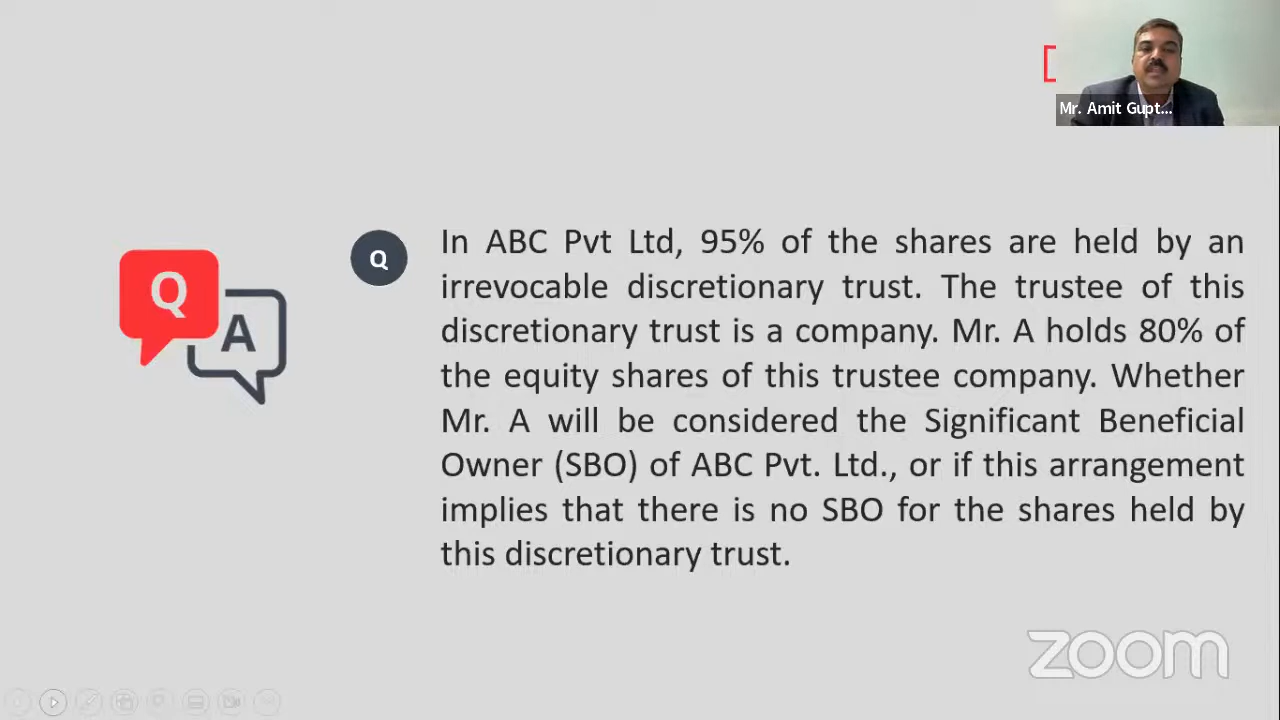 Mr. Amit Gupt...
Q
A
Q
In ABC Pvt Ltd, 95% of the shares are held by an
irrevocable discretionary trust. The trustee of this
discretionary trust is a company. Mr. A holds 80% of
the equity shares of this trustee company. Whether
Mr. A will be considered the Significant Beneficial
Owner (SBO) of ABC Pvt. Ltd., or if this arrangement
implies that there is no SBO for the shares held by
this discretionary trust.
zoom